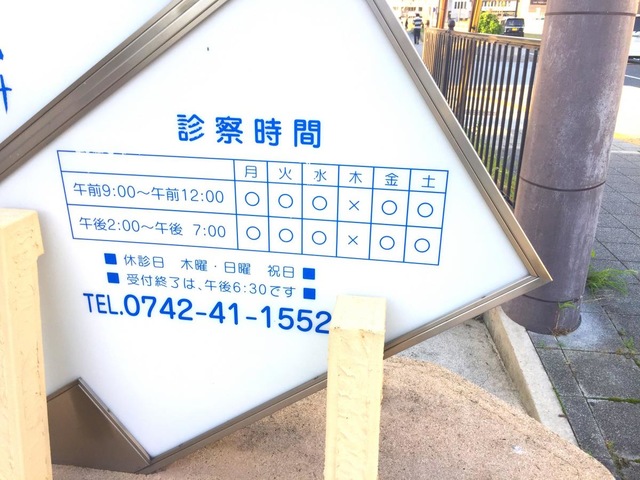 診察時間
月 火 水 木 金 土
午前9:00～午前12:00 ○ ○ ○ × ○ ○
午後2:00～午後 7:00 ○ ○ ○ × ○ ○
■ 休診日 木曜・日曜 祝日 ■
■ 受付終了は、午後6:30です ■
TEL.0742-41-1552